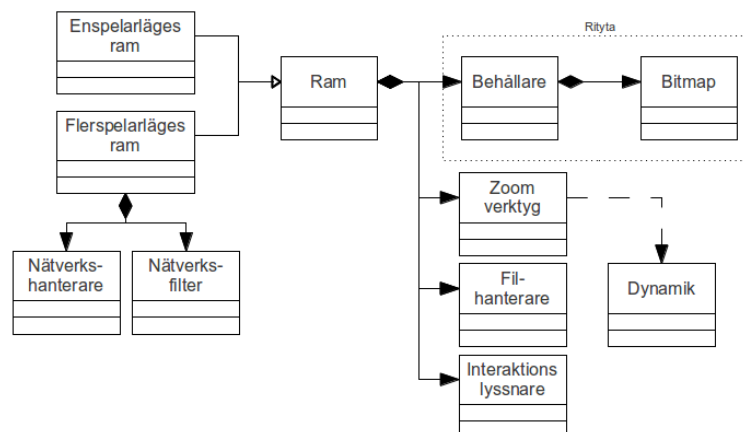 Rityta
Enspelarläges
ram
Ram
Behållare
Bitmap
Flerspelarläges
ram
Zoom
verktyg
Nätverks-
hanterare
Nätverks-
filter
Fil-
hanterare
Dynamik
Interaktions
lyssnare